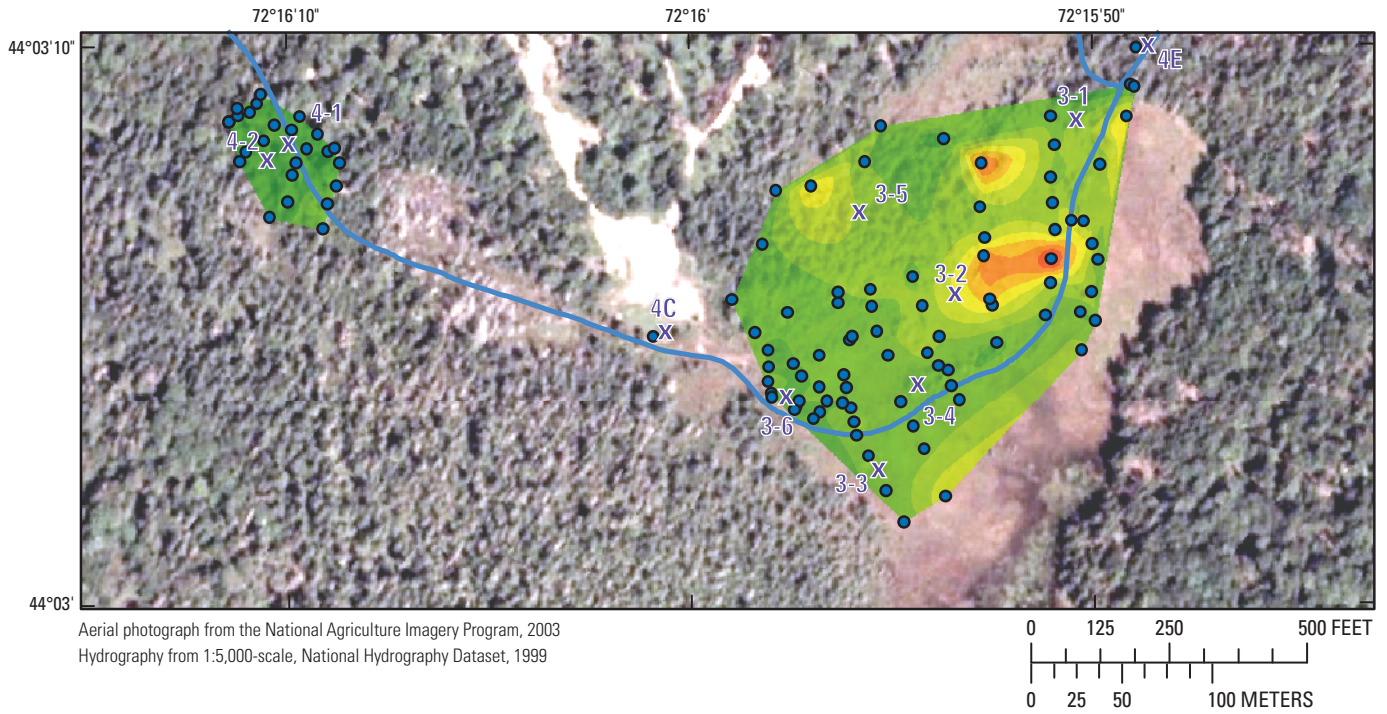 72°16'10" 72°16' 72°15'50"
44°03'10"
4E
3-1
4-1
4-2
3-5
3-2
4C
3-4
3-6
3-3
44°03'
Aerial photograph from the National Agriculture Imagery Program, 2003
Hydrography from 1:5,000-scale, National Hydrography Dataset, 1999
0 125 250 500 FEET
0 25 50 100 METERS